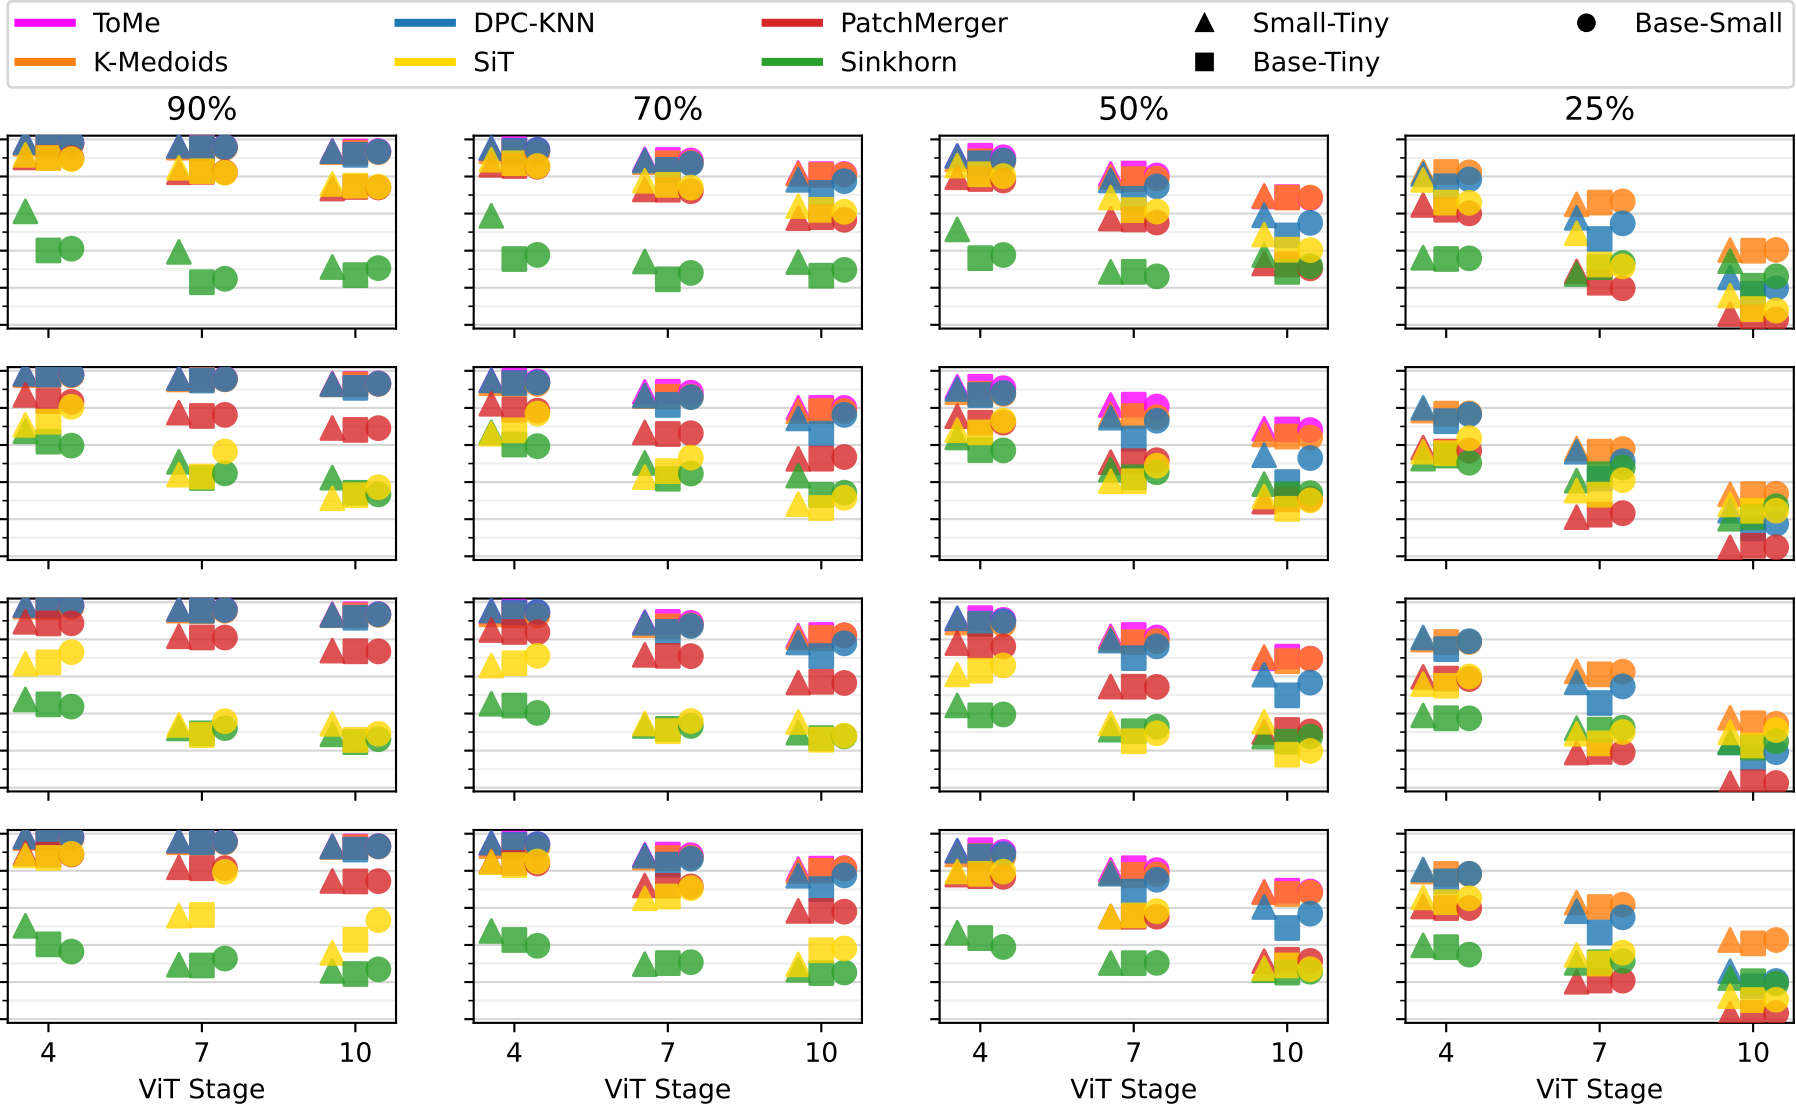 ToMe DPC-KNN PatchMerger Small-Tiny Base-Small
K-Medoids SiT Sinkhorn Base-Tiny
90% 70% 50% 25%
4 7 10 4 7 10 4 7 10 4 7 10
ViT Stage ViT Stage ViT Stage ViT Stage